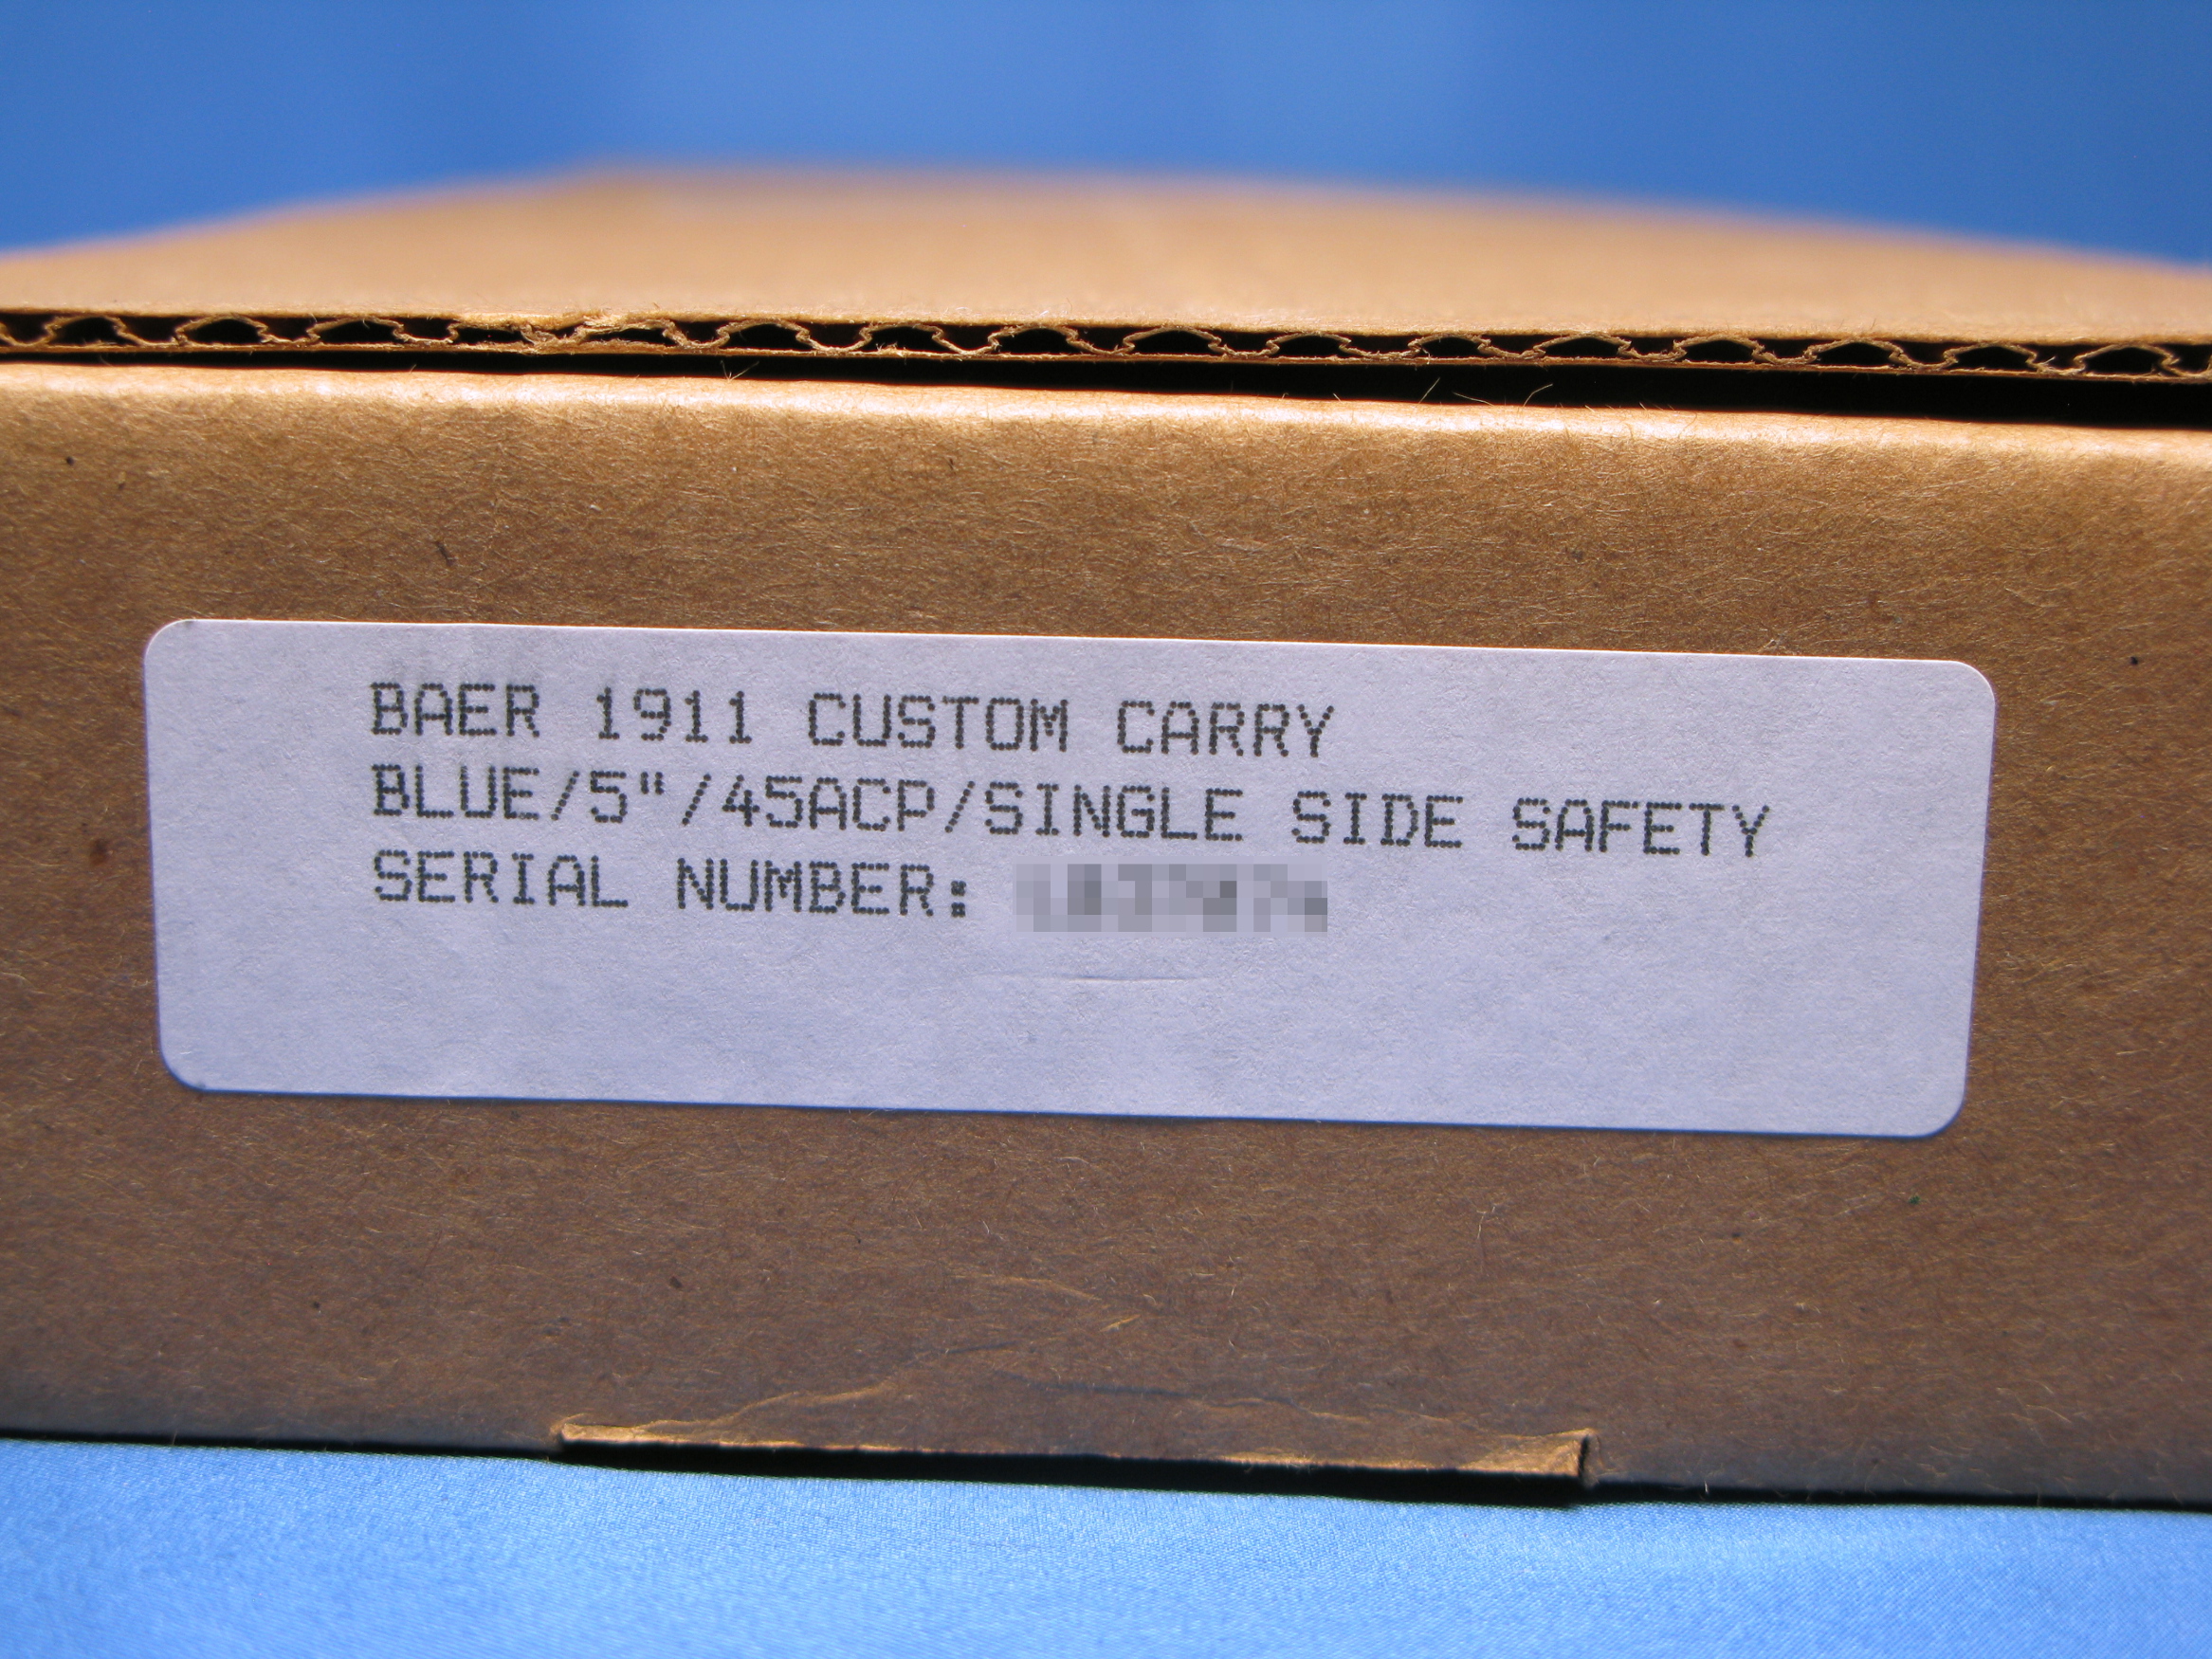 BAER 1911 CUSTOM CARRY
BLUE/5"/45ACP/SINGLE SIDE SAFETY
SERIAL NUMBER: